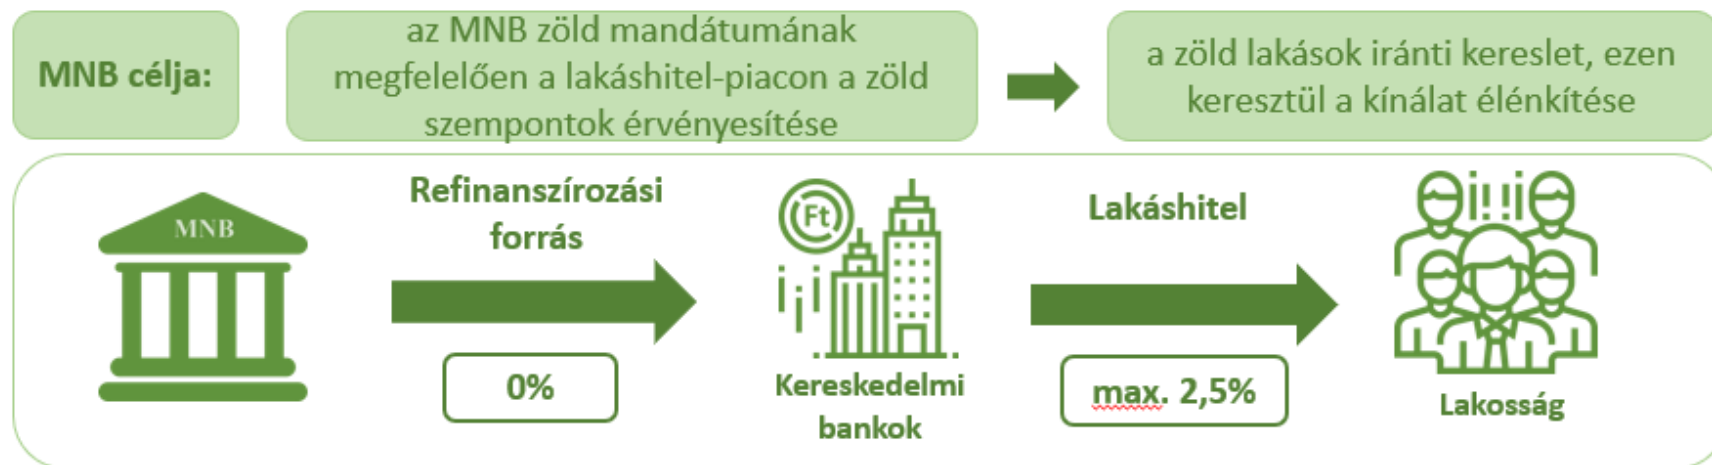 MNB célja:
az MNB zöld mandátumának
megfelelően a lakáshitel-piacon a zöld
szempontok érvényesítése
a zöld lakások iránti kereslet, ezen
keresztül a kínálat élénkítése
MNB
Refinanszírozási
forrás
0%
Ft
Kereskedelmi
bankok
Lakáshitel
max. 2,5%
Lakosság